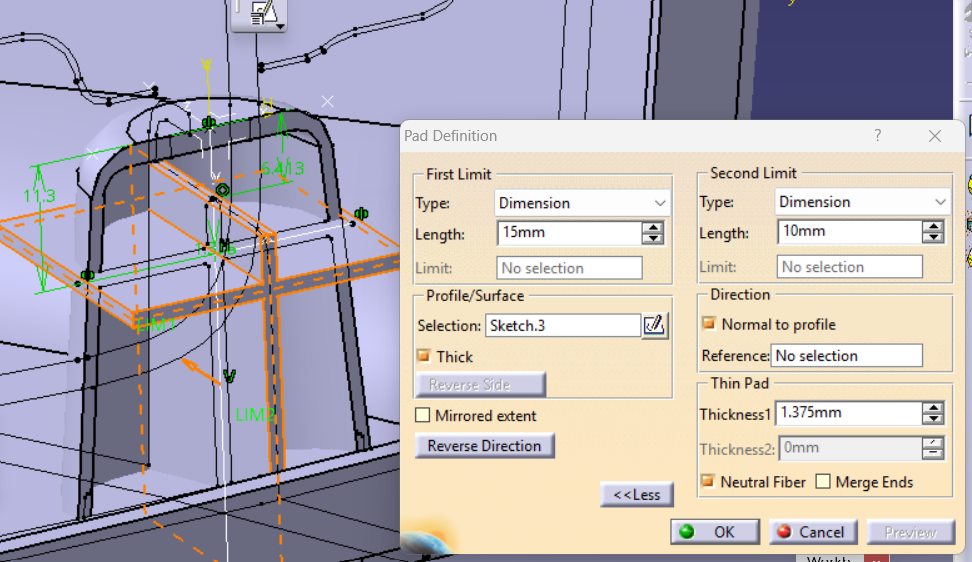 y
Pad Definition
?
First Limit
Type:
Dimension
Length:
15mm
Limit:
No selection
Profile/Surface
Selection:
Sketch.3
Thick
Reverse Side
Mirrored extent
Reverse Direction
<<Less
Second Limit
Type:
Dimension
Length:
10mm
Limit:
No selection
Direction
Normal to profile
Reference:
No selection
Thin Pad
Thickness1
1.375mm
Thickness2:
0mm
Neutral Fiber
Merge Ends
OK
Cancel
Preview
11.3
V
H
LIM1
LIM2